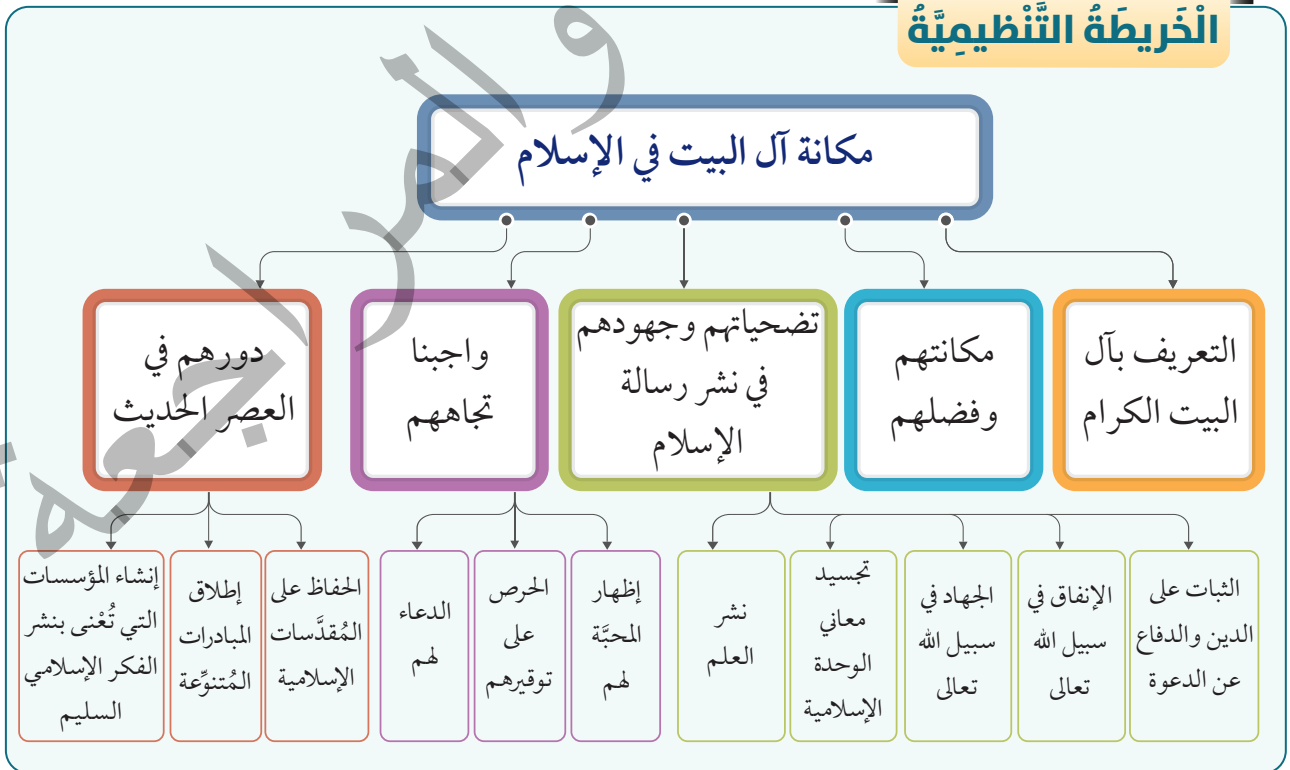 الْخَريطَةُ التَّنْظيمِيَّةُ
مكانة آل البيت في الإسلام
التعريف بآل
البيت الكرام
مكانتهم
وفضلهم
تضحياتهم وجهودهم
في نشر رسالة
الإسلام
واجبنا
تجاههم
دورهم في
العصر الحديث
الثبات على
الدين والدفاع
عن الدعوة
الإنفاق في
سبيل الله
تعالى
الجهاد في
سبيل الله
تعالى
تجسيد
معاني
الوحدة
الإسلامية
نشر
العلم
إظهار
المحبَّة
لهم
الحرص
على
توقيرهم
الدعاء
لهم
الحفاظ على
المُقدَّسات
الإسلامية
إطلاق
المبادرات
المُتنوِّعة
إنشاء المؤسسات
التي تُعْنى بنشر
الفكر الإسلامي
السليم
والمراجعة